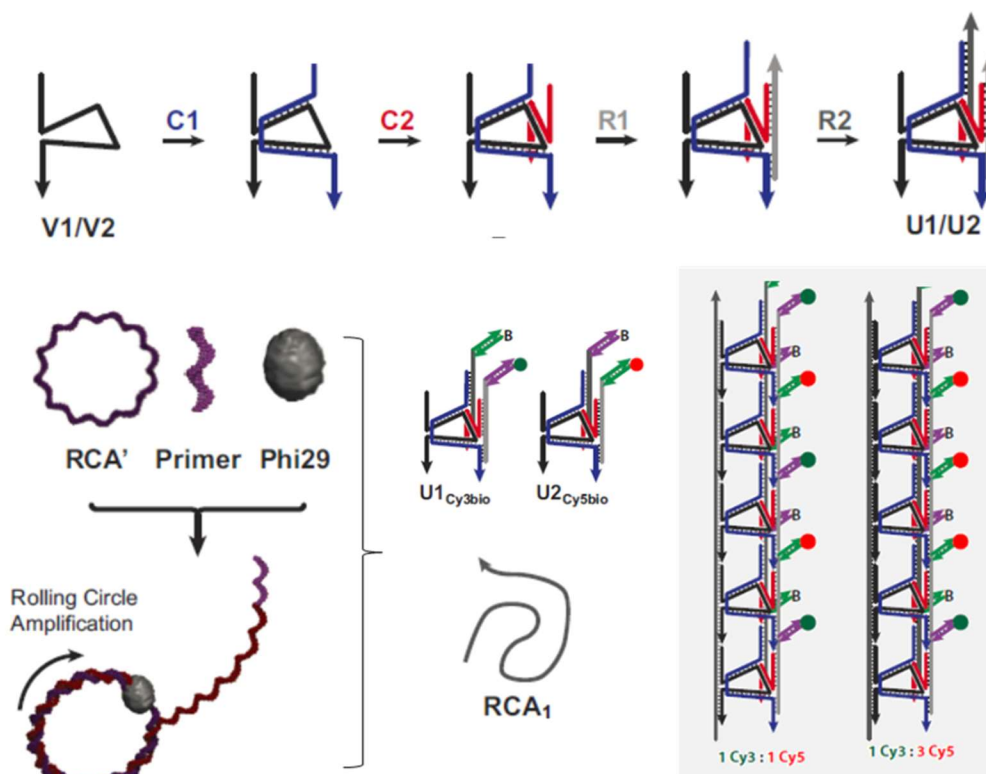 C1
C2
R1
R2
V1/V2
U1/U2
RCA' Primer Phi29
B
B
U1Cy3bio
U2Cy5bio
Rolling Circle
Amplification
RCA1
B
B
B
B
B
B
B
B
1 Cy3 : 1 Cy5
1 Cy3 : 3 Cy5